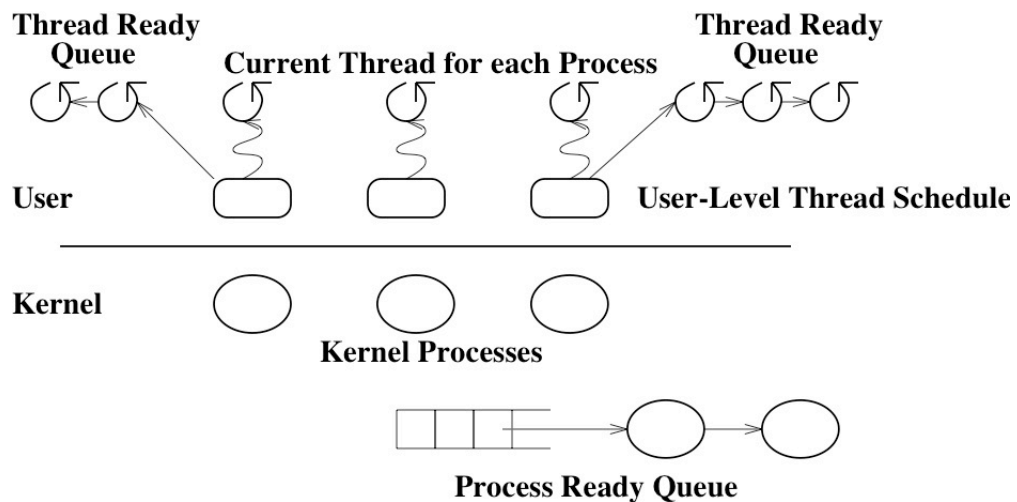 Thread Ready
Queue
Current Thread for each Process
Thread Ready
Queue
User
User-Level Thread Schedule
Kernel
Kernel Processes
Process Ready Queue